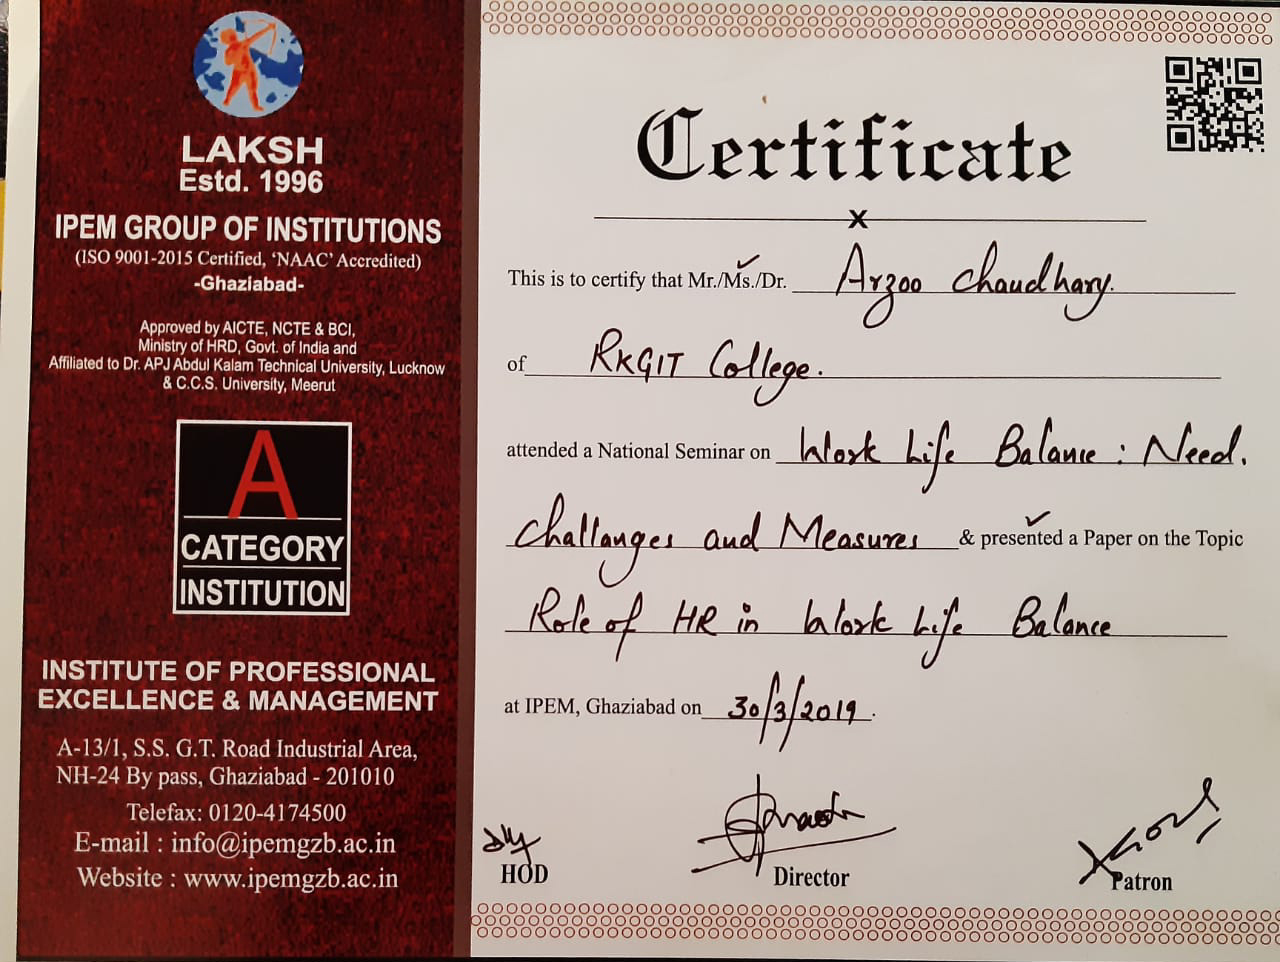 LAKSH
Estd. 1996
IPEM GROUP OF INSTITUTIONS
(ISO 9001-2015 Certified, 'NAAC' Accredited)
-Ghaziabad-
Approved by AICTE, NCTE & BCI,
Ministry of HRD, Govt. of India and
Affiliated to Dr. APJ Abdul Kalam Technical University, Lucknow
& C.C.S. University, Meerut
A
CATEGORY
INSTITUTION
INSTITUTE OF PROFESSIONAL
EXCELLENCE & MANAGEMENT
A-13/1, S.S. G.T. Road Industrial Area,
NH-24 By pass, Ghaziabad - 201010
Telefax: 0120-4174500
E-mail : info@ipemgzb.ac.in
Website : www.ipemgzb.ac.in
Certificate
x
This is to certify that Mr./Ms./Dr. Arzoo Chaudhary.
of RKGIT College.
attended a National Seminar on Work Life Balance : Need,
Challanges and Measures & presented a Paper on the Topic
Role of HR in Work Life Balance
at IPEM, Ghaziabad on 30/3/2019.
HOD
Director
Patron